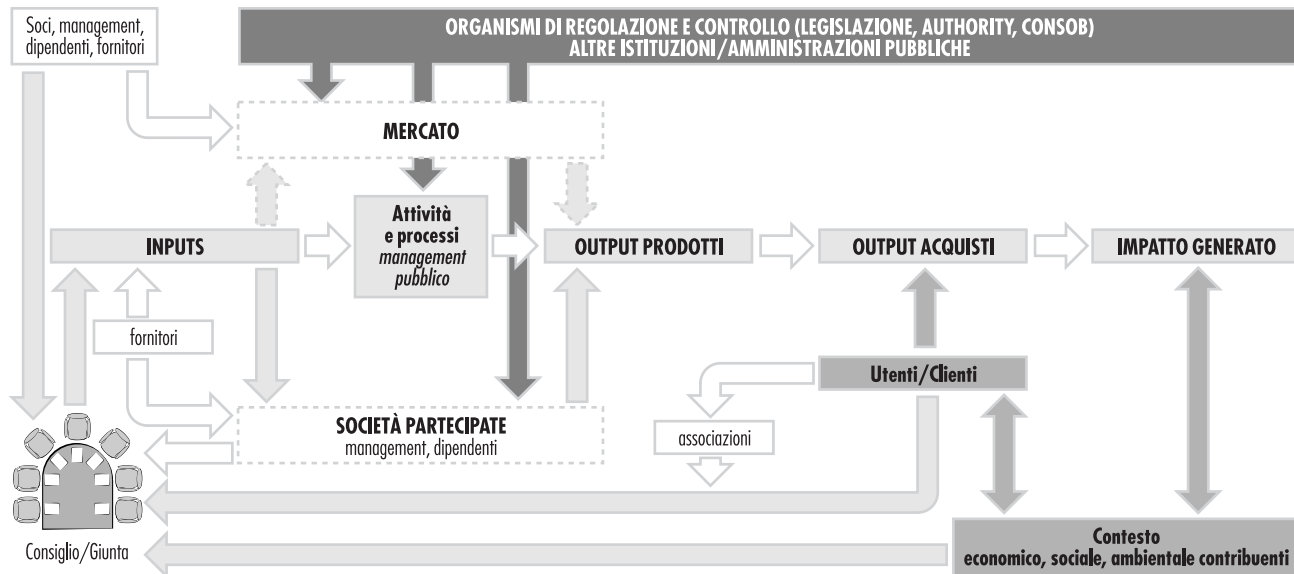 Soci, management,
dipendenti, fornitori
ORGANISMI DI REGOLAZIONE E CONTROLLO (LEGISLAZIONE, AUTHORITY, CONSOB)
ALTRE ISTITUZIONI/AMMINISTRAZIONI PUBBLICHE
MERCATO
INPUTS
Attività
e processi
management
pubblico
OUTPUT PRODOTTI
OUTPUT ACQUISTI
IMPATTO GENERATO
fornitori
Utenti/Clienti
SOCIETÀ PARTECIPATE
management, dipendenti
associazioni
Consiglio/Giunta
Contesto
economico, sociale, ambientale contribuenti